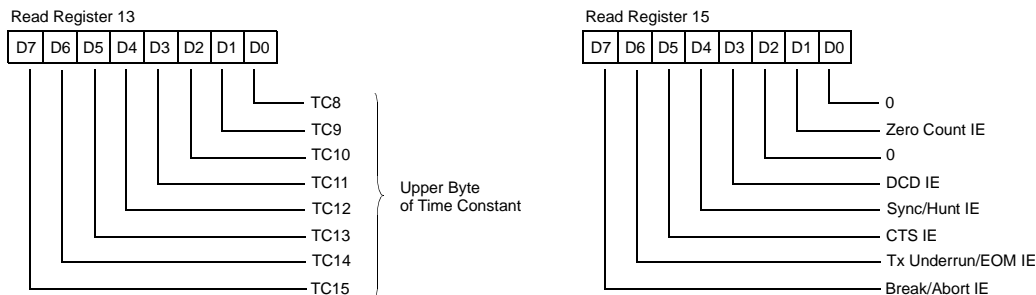 Read Register 13
D7 D6 D5 D4 D3 D2 D1 D0
TC8
TC9
TC10
TC11
TC12
TC13
TC14
TC15
Upper Byte
of Time Constant
Read Register 15
D7 D6 D5 D4 D3 D2 D1 D0
0
Zero Count IE
0
DCD IE
Sync/Hunt IE
CTS IE
Tx Underrun/EOM IE
Break/Abort IE